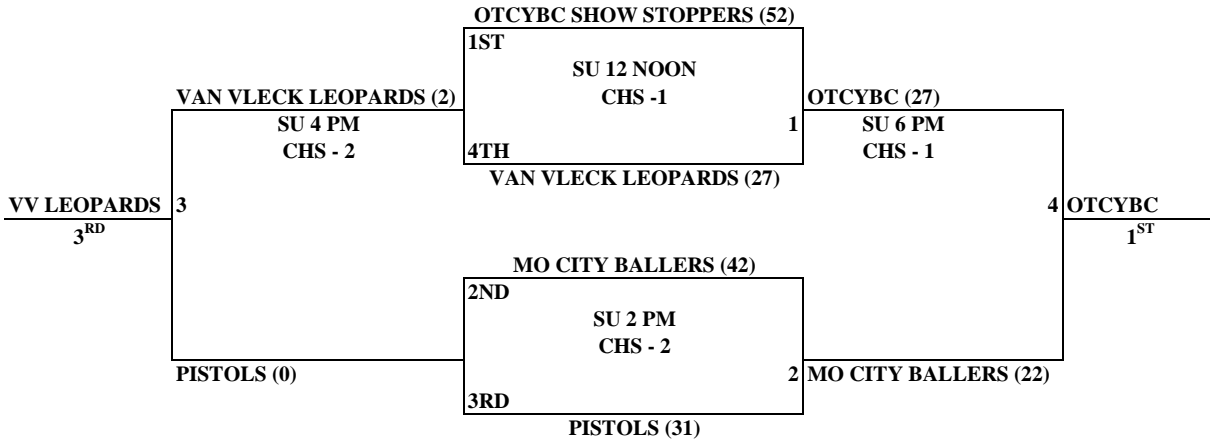 OTCYBC SHOW STOPPERS (52)
1ST
SU 12 NOON
VAN VLECK LEOPARDS (2)
CHS -1
OTCYBC (27)
SU 4 PM
1
SU 6 PM
CHS - 2
4TH
CHS - 1
VAN VLECK LEOPARDS (27)
VV LEOPARDS
3
4
OTCYBC
3RD
1ST
MO CITY BALLERS (42)
2ND
SU 2 PM
CHS - 2
PISTOLS (0)
2
MO CITY BALLERS (22)
3RD
PISTOLS (31)